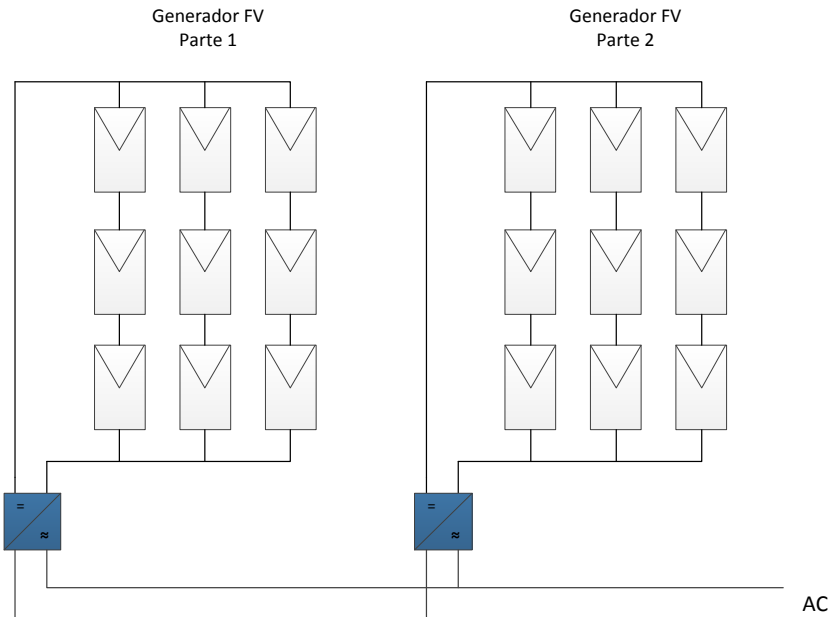 Generador FV
Parte 1
Generador FV
Parte 2
=
≈
=
≈
AC